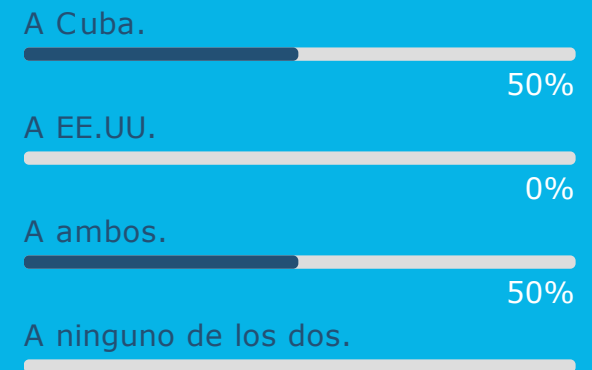 A Cuba.
50%
A EE.UU.
0%
A ambos.
50%
A ninguno de los dos.